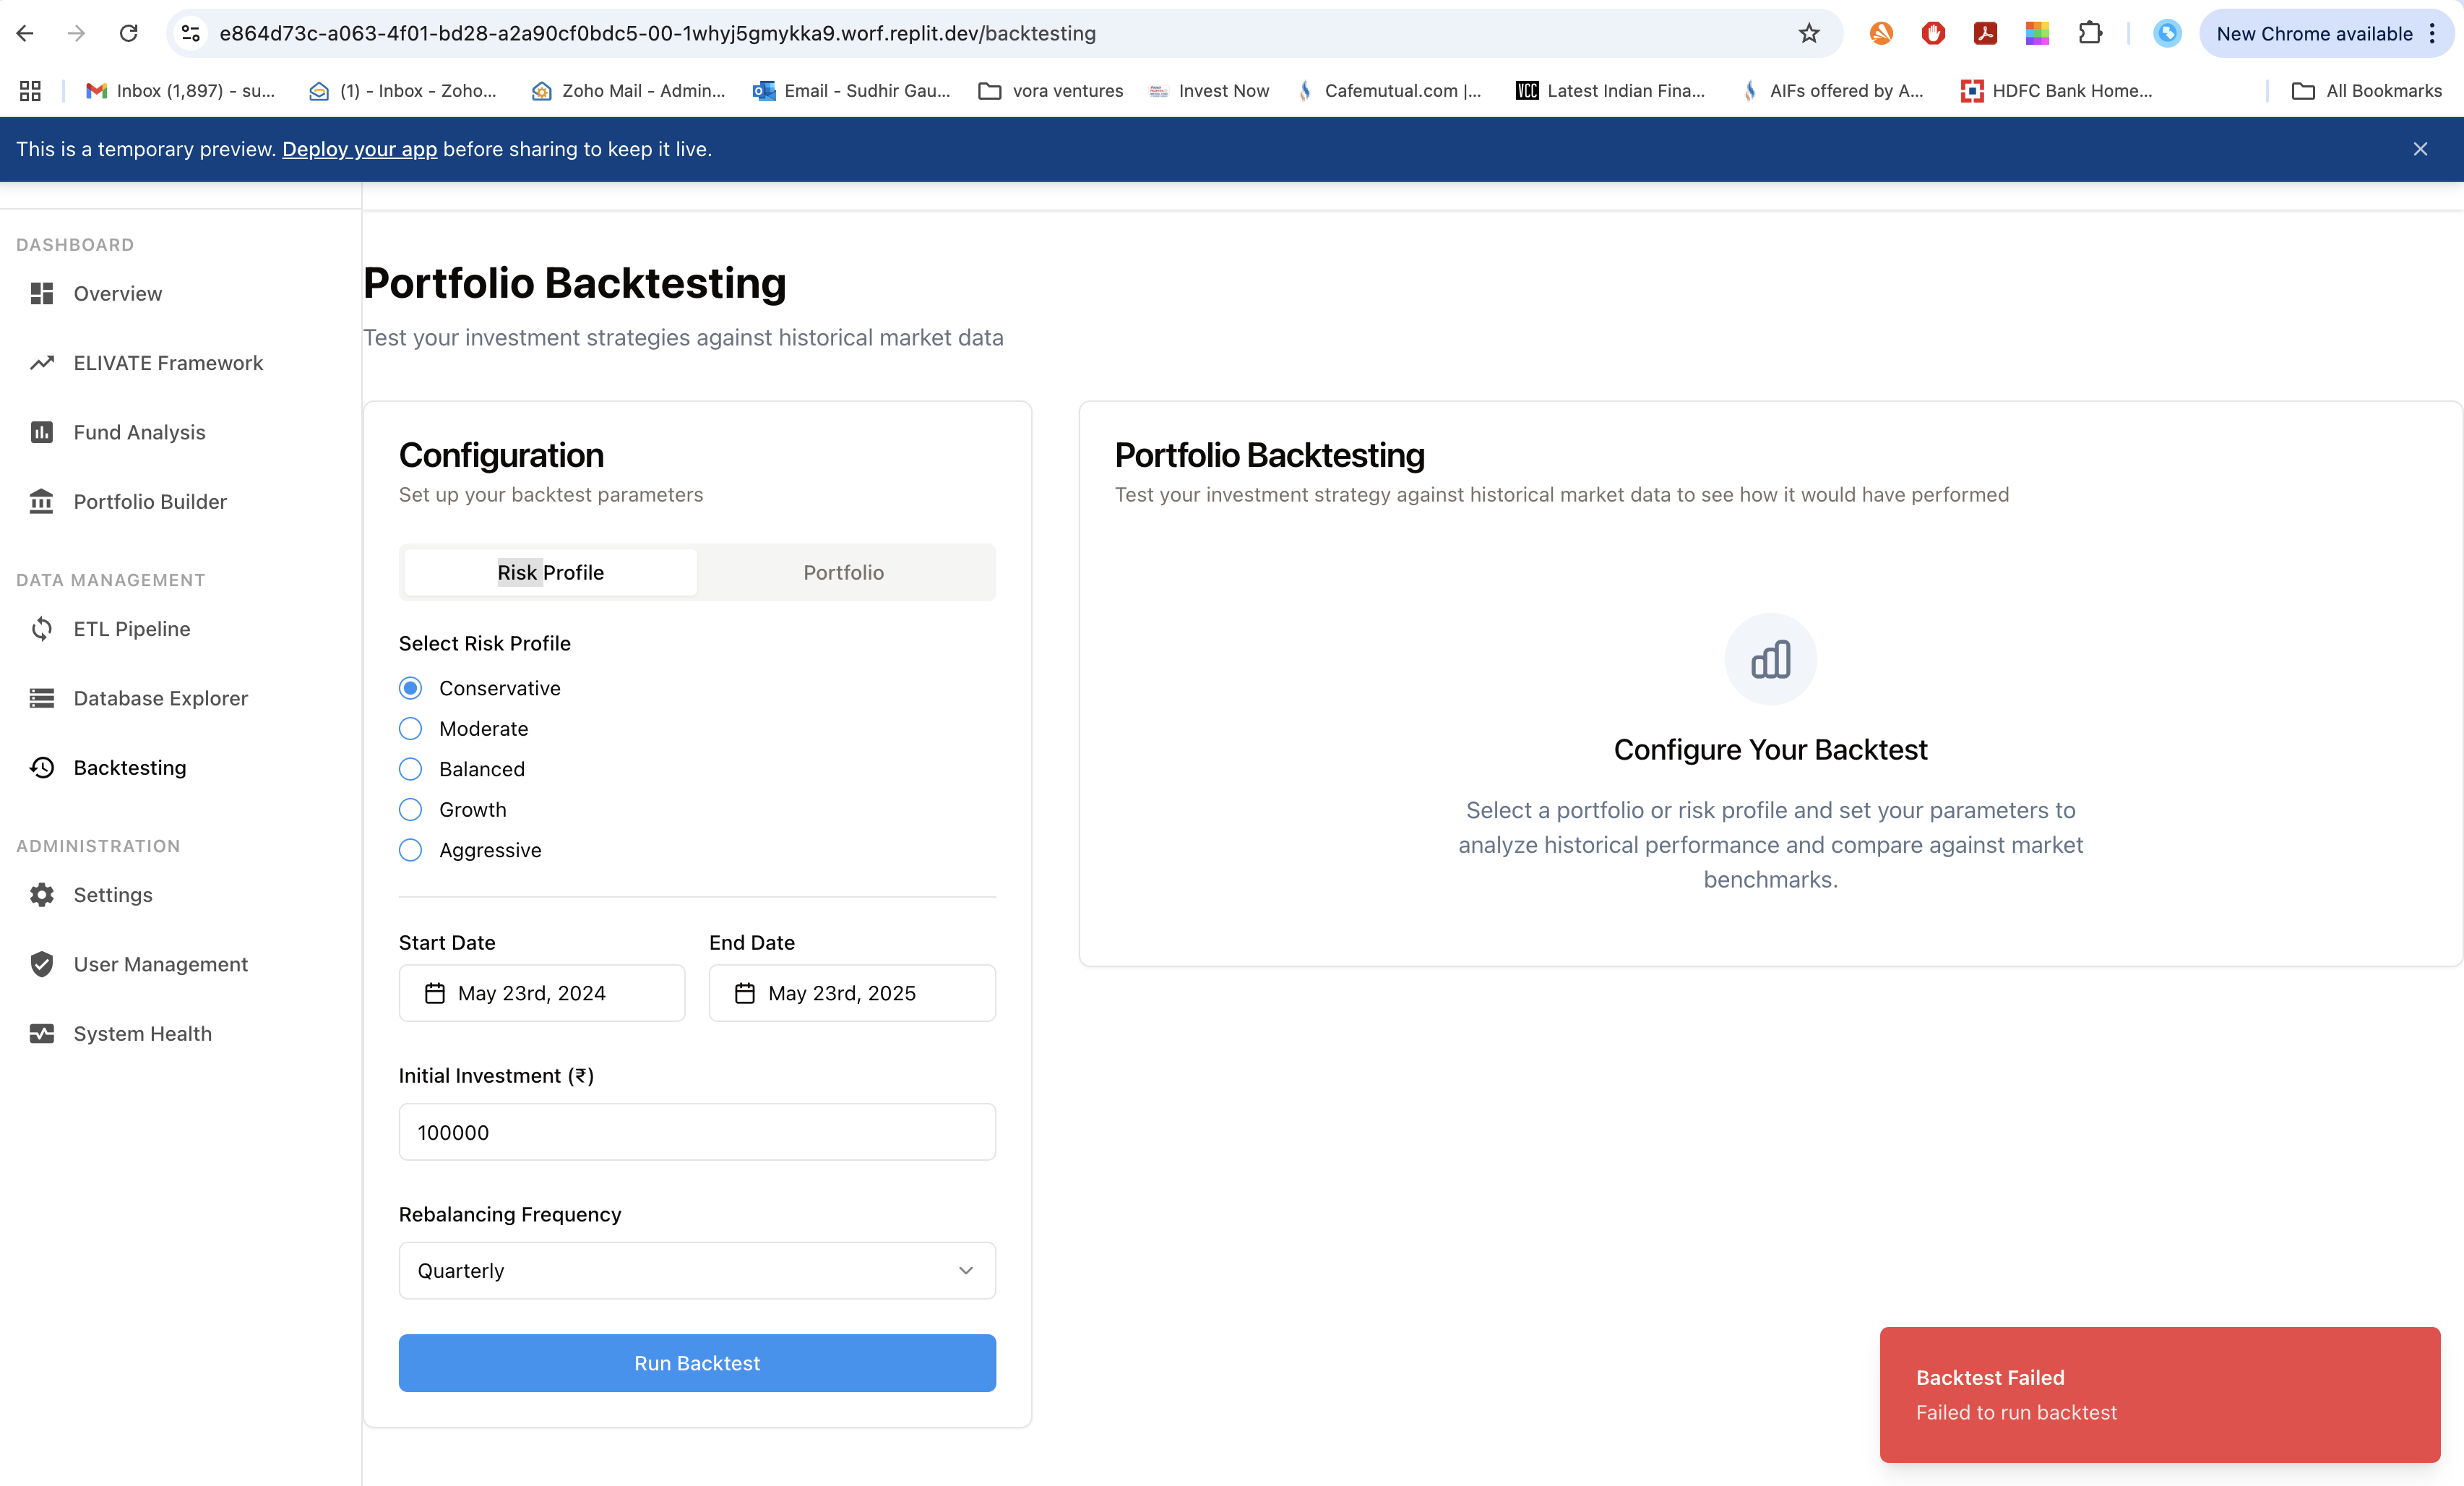 e864d73c-a063-4f01-bd28-a2a90cf0bdc5-00-1whyj5gmykka9.worf.replit.dev/backtesting
New Chrome available
Inbox (1,897) - su...
(1) - Inbox - Zoho...
Zoho Mail - Admin...
Email - Sudhir Gau...
vora ventures
Invest Now
Cafemutual.com |...
VCC
Latest Indian Fina...
AIFs offered by A...
HDFC Bank Home...
All Bookmarks
This is a temporary preview. Deploy your app before sharing to keep it live.
DASHBOARD
Overview
ELIVATE Framework
Fund Analysis
Portfolio Builder
DATA MANAGEMENT
ETL Pipeline
Database Explorer
Backtesting
ADMINISTRATION
Settings
User Management
System Health
Portfolio Backtesting
Test your investment strategies against historical market data
Configuration
Set up your backtest parameters
Risk Profile
Portfolio
Select Risk Profile
Conservative
Moderate
Balanced
Growth
Aggressive
Start Date
End Date
May 23rd, 2024
May 23rd, 2025
Initial Investment (₹)
100000
Rebalancing Frequency
Quarterly
Run Backtest
Portfolio Backtesting
Test your investment strategy against historical market data to see how it would have performed
Configure Your Backtest
Select a portfolio or risk profile and set your parameters to
analyze historical performance and compare against market
benchmarks.
Backtest Failed
Failed to run backtest